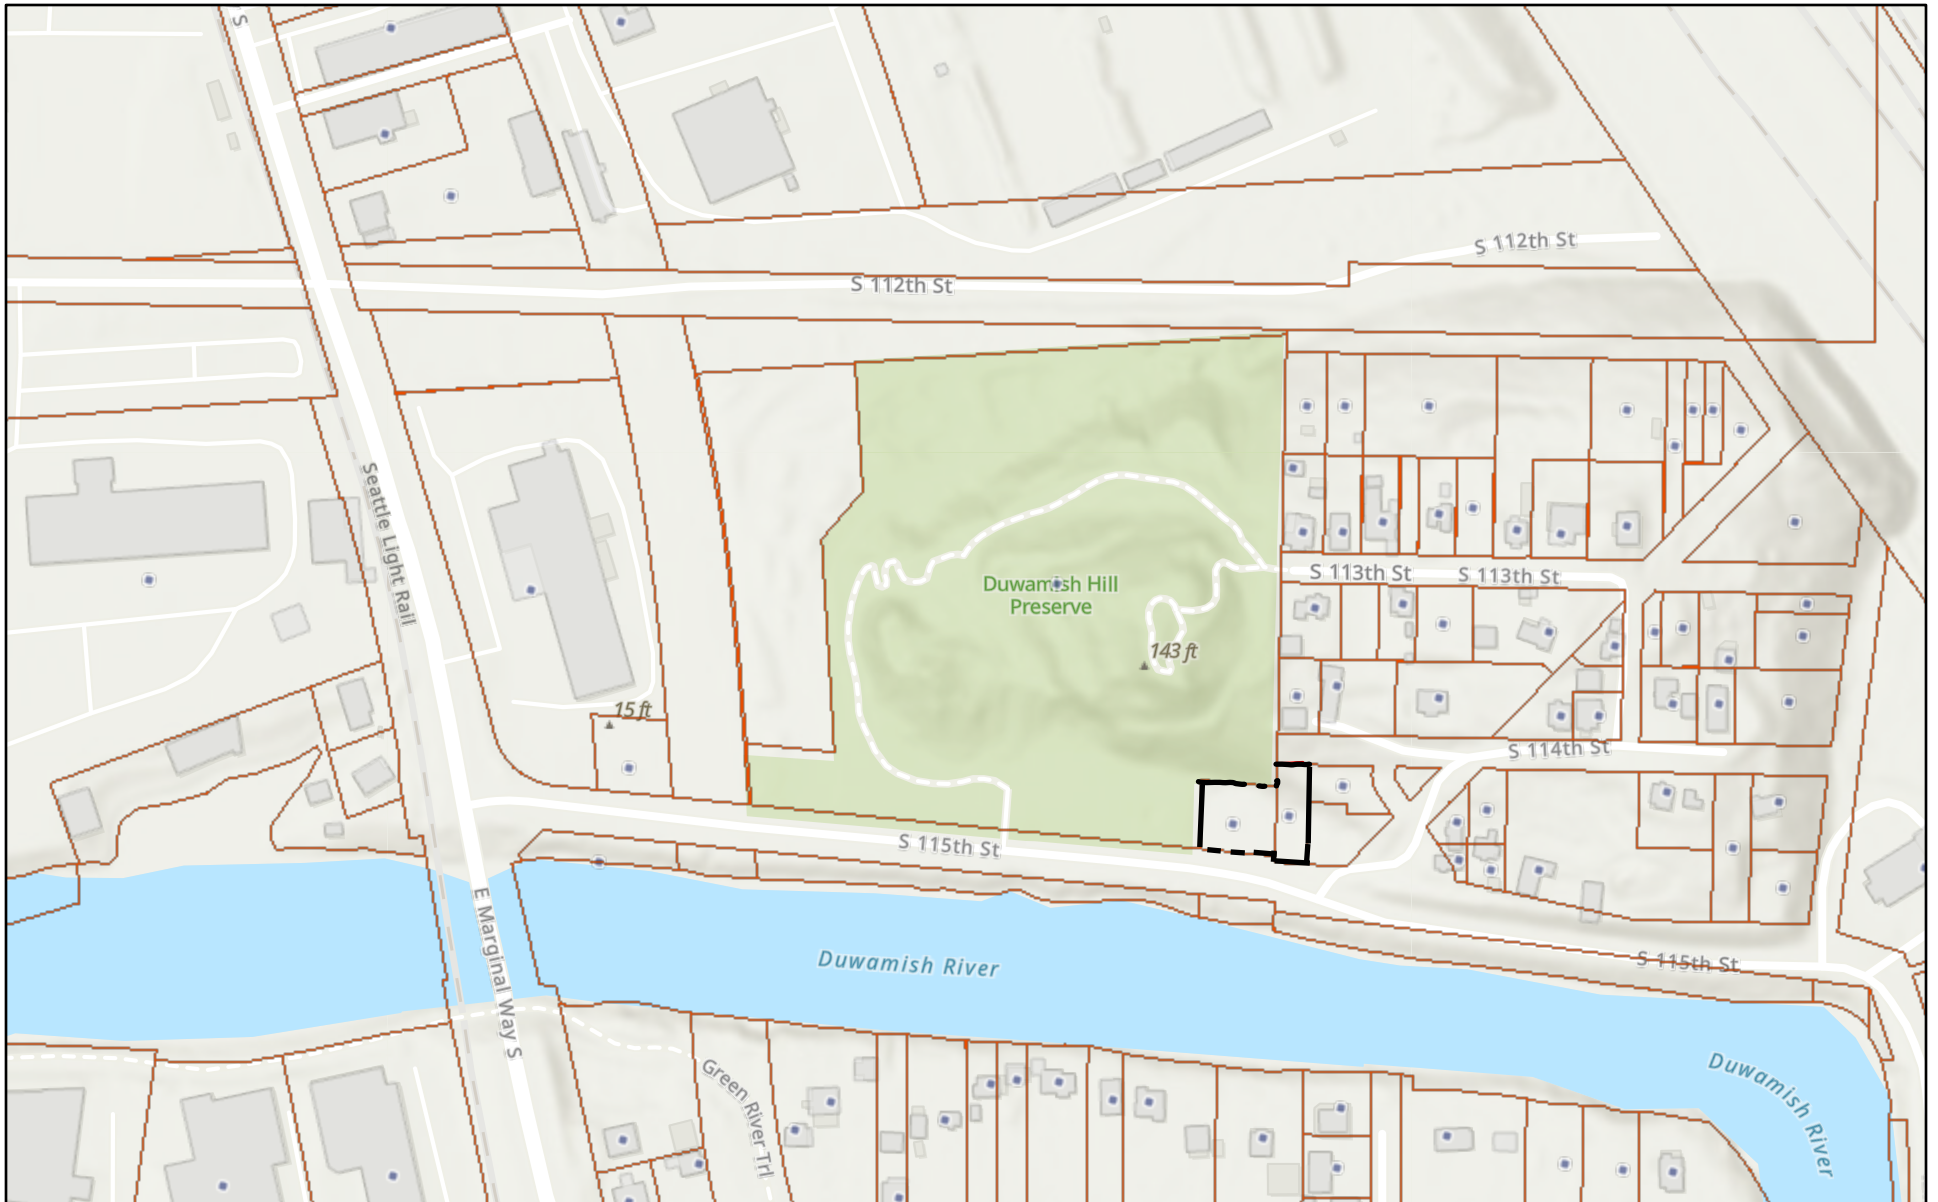 S
S 112th St
S 112th St
Seattle Light Rail
Duwamish Hill
Preserve
S 113th St
S 113th St
143 ft
15 ft
S 114th St
S 115th St
E Marginal Way S
Duwamish River
S 115th St
Green River Trl
Duwamish River